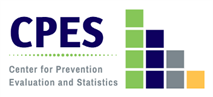 CPES
Center for Prevention
Evaluation and Statistics